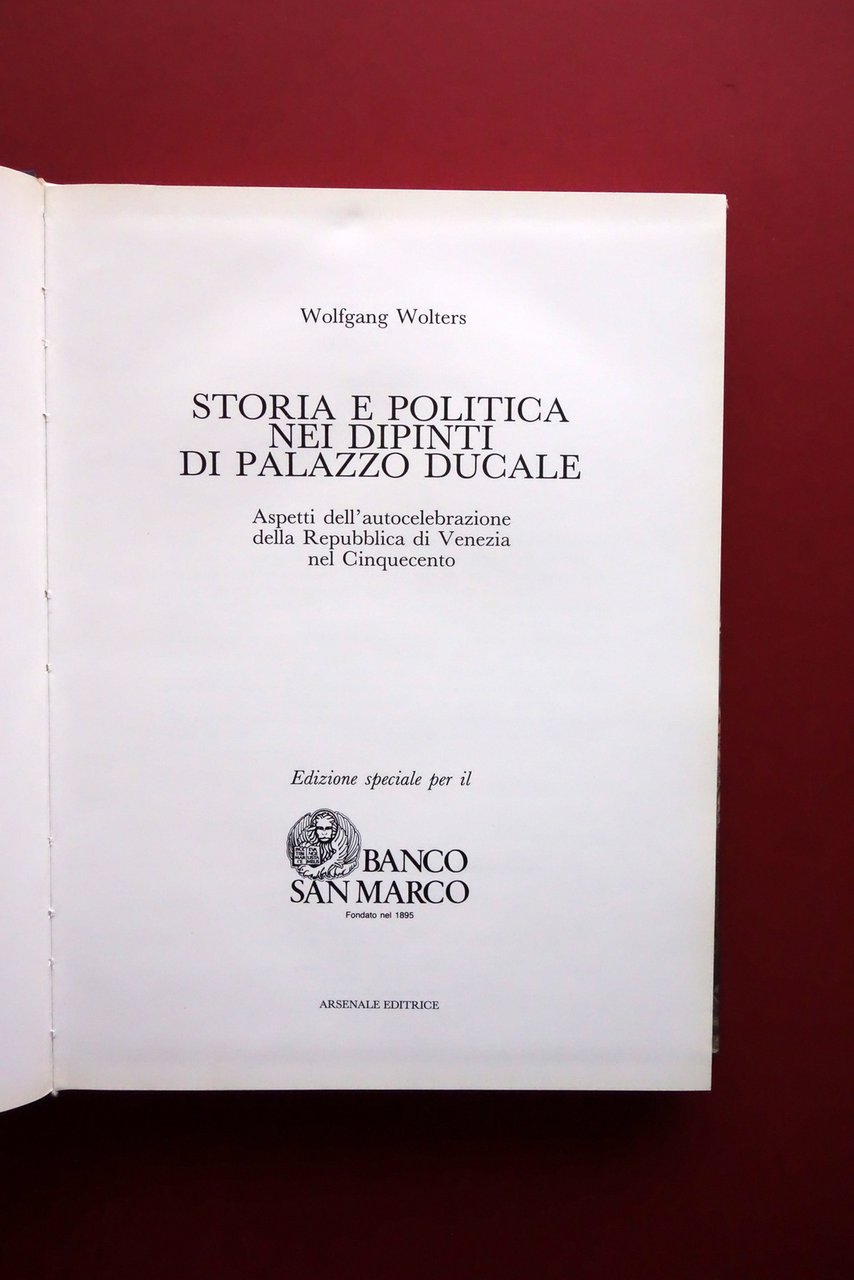 Wolfgang Wolters
STORIA E POLITICA
NEI DIPINTI
DI PALAZZO DUCALE
Aspetti dell'autocelebrazione
della Repubblica di Venezia
nel Cinquecento
Edizione speciale per il
BANCO
SAN MARCO
Fondato nel 1895
ARSENALE EDITRICE